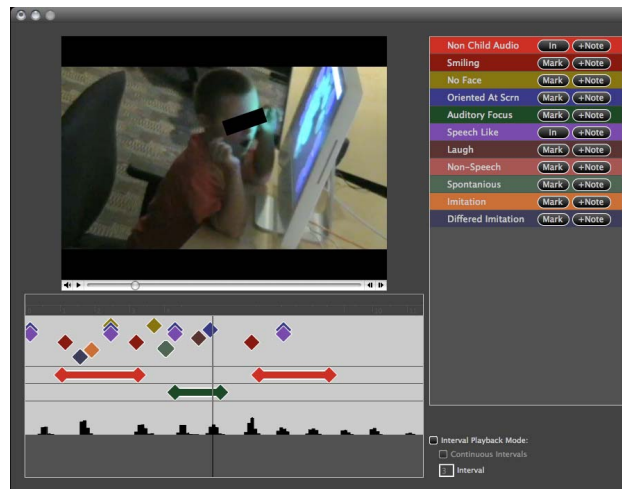 Non Child Audio In +Note
Smiling Mark +Note
No Face Mark +Note
Oriented At Scrn Mark +Note
Auditory Focus Mark +Note
Speech Like In +Note
Laugh Mark +Note
Non-Speech Mark +Note
Spontanious Mark +Note
Imitation Mark +Note
Differed Imitation Mark +Note
Interval Playback Mode:
Continuous Intervals
Interval